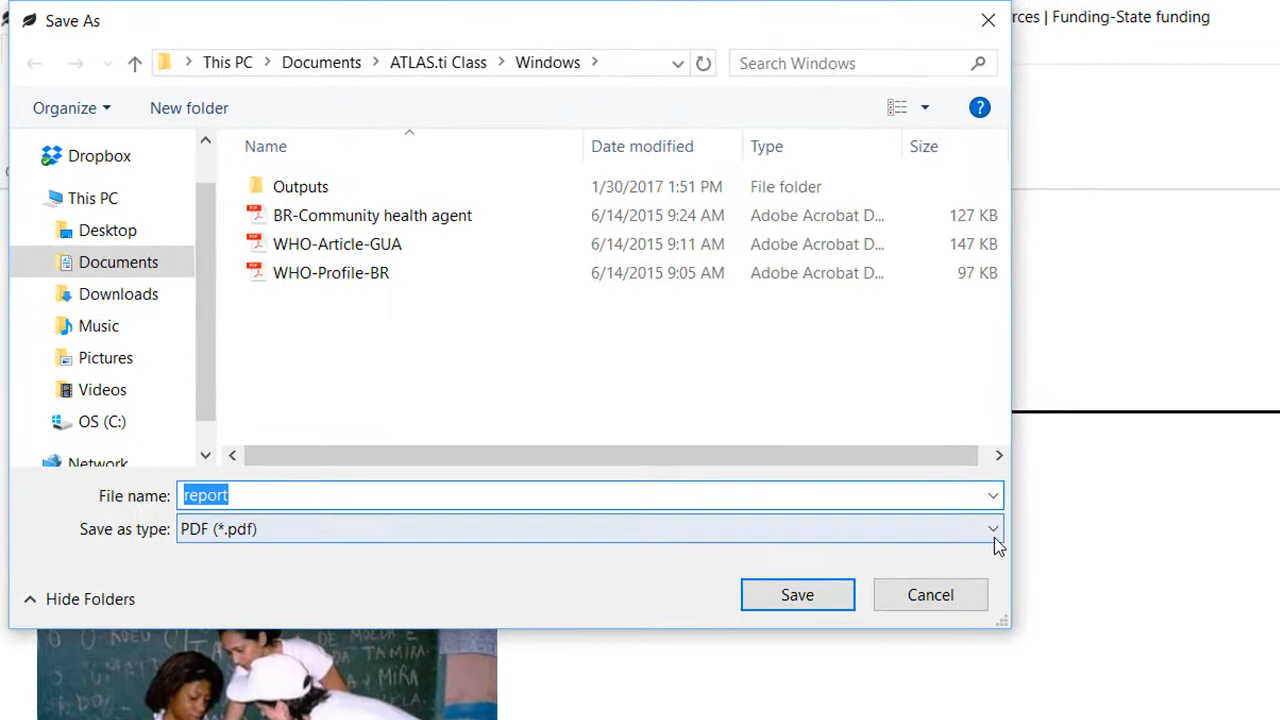 Save As
rces | Funding-State funding
This PC > Documents > ATLAS.ti Class > Windows >
Search Windows
Organize
New folder
?
Name Date modified Type Size
Dropbox
This PC
Desktop
Documents
Downloads
Music
Pictures
Videos
OS (C:)
Network
Outputs 1/30/2017 1:51 PM File folder
BR-Community health agent 6/14/2015 9:24 AM Adobe Acrobat D... 127 KB
WHO-Article-GUA 6/14/2015 9:11 AM Adobe Acrobat D... 147 KB
WHO-Profile-BR 6/14/2015 9:05 AM Adobe Acrobat D... 97 KB
File name: report
Save as type: PDF (*.pdf)
Hide Folders
Save
Cancel
DE MOEDA E
TAMIRA.
MIRA